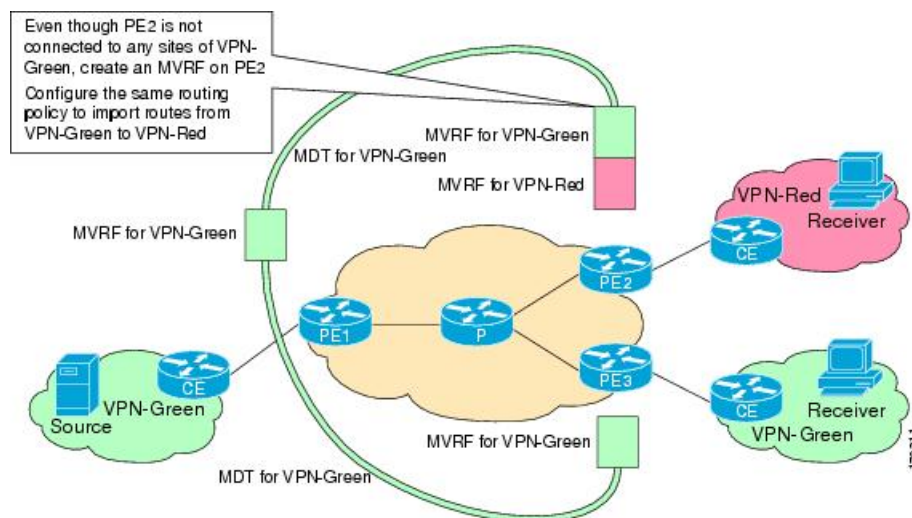 Even though PE2 is not
connected to any sites of VPN-
Green, create an MVRF on PE2
Configure the same routing
policy to import routes from
VPN-Green to VPN-Red
MVRF for VPN-Green
MDT for VPN-Green
MVRF for VPN-Red
VPN-Red
Receiver
MVRF for VPN-Green
CE
PE2
PE1
P
CE
PE3
VPN-Green
Source
CE
Receiver
VPN-Green
MVRF for VPN-Green
MDT for VPN-Green